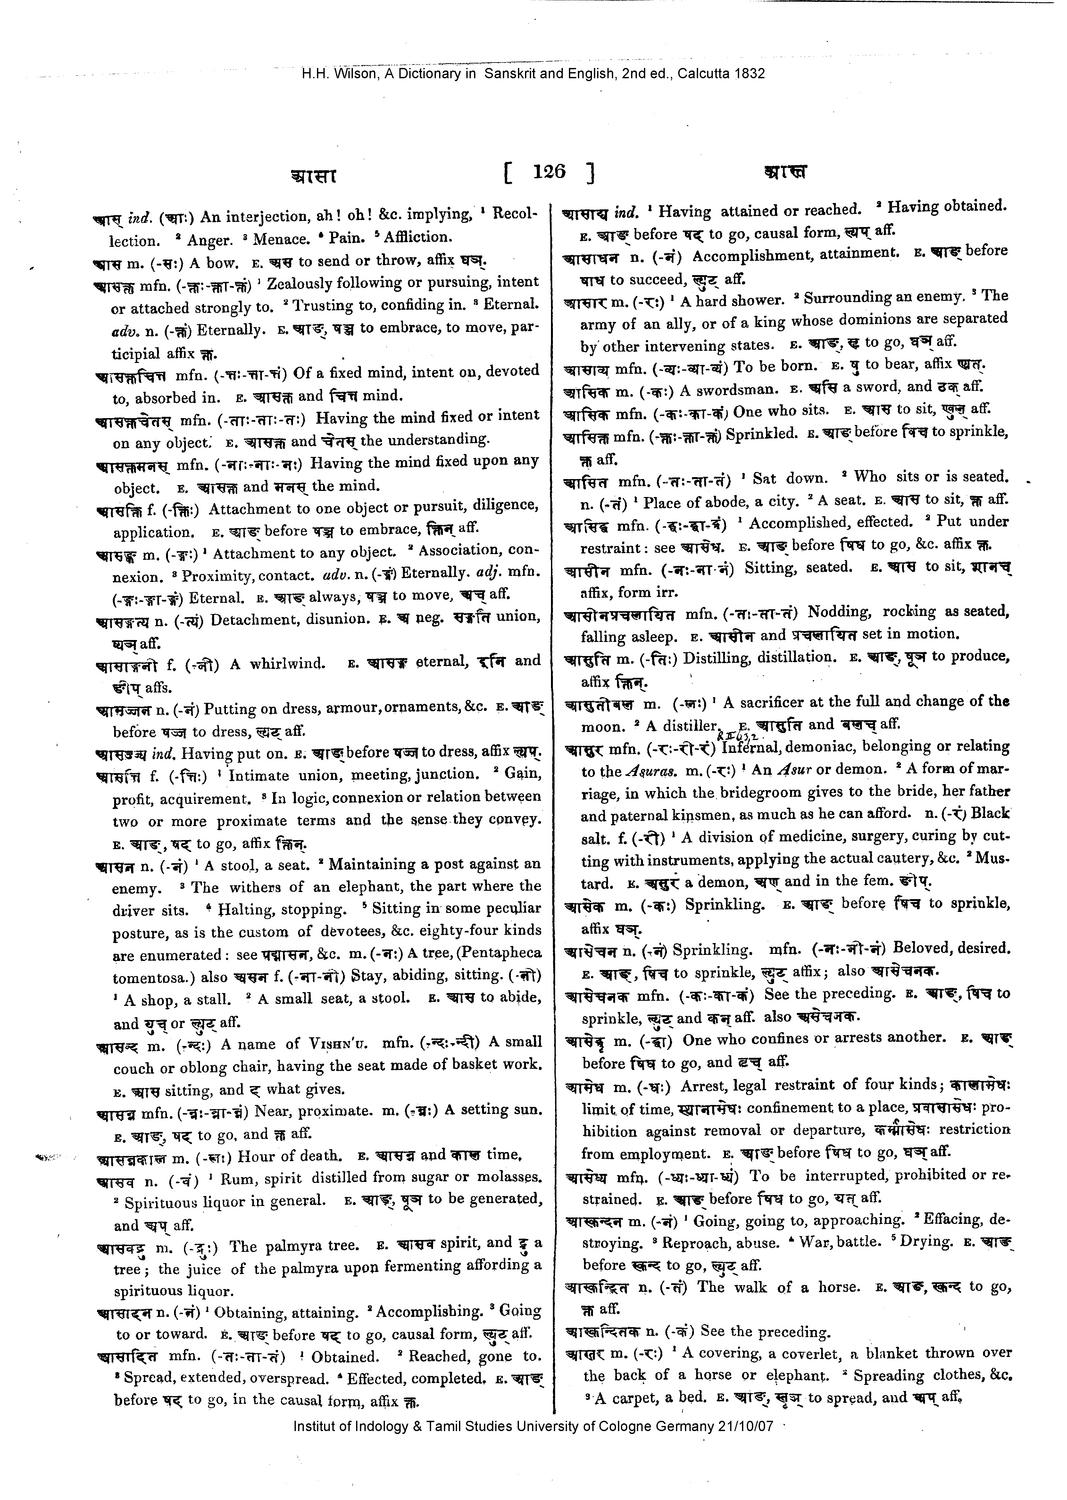 H.H. Wilson, A Dictionary in Sanskrit and English, 2nd ed., Calcutta 1832
आसा [ 126 ] आस्त
आस् ind. (आः) An interjection, ah! oh! &c. implying, ¹ Recol-
lection. ² Anger. ³ Menace. ⁴ Pain. ⁵ Affliction.
आस m. (-सः) A bow. E. अस to send or throw, affix घञ्.
आसक्त mfn. (-क्तः-क्ता-क्तं) ¹ Zealously following or pursuing, intent
or attached strongly to. ² Trusting to, confiding in. ³ Eternal.
adv. n. (-क्तं) Eternally. E. आङ्, षञ्ज to embrace, to move, par-
ticipial affix क्त.
आसक्तचित्त mfn. (-त्तः-त्ता-त्तं) Of a fixed mind, intent on, devoted
to, absorbed in. E. आसक्त and चित्त mind.
आसक्तचेतस् mfn. (-ताः-ताः-तः) Having the mind fixed or intent
on any object. E. आसक्त and चेतस् the understanding.
आसक्तमनस् mfn. (-नाः-नाः-नः) Having the mind fixed upon any
object. E. आसक्त and मनस् the mind.
आसक्ति f. (-क्तिः) Attachment to one object or pursuit, diligence,
application. E. आङ् before षञ्ज to embrace, क्तिन् aff.
आसङ्ग m. (-ङ्गः) ¹ Attachment to any object. ² Association, con-
nexion. ³ Proximity, contact. adv. n. (-ङ्गं) Eternally. adj. mfn.
(-ङ्गः-ङ्गा-ङ्गं) Eternal. E. आङ् always, षञ्ज to move, अच् aff.
आसङ्गत्य n. (-त्यं) Detachment, disunion. E. अ neg. सङ्गति union,
ष्यञ् aff.
आसाङ्गनी f. (-नी) A whirlwind. E. आसङ्ग eternal, इनि and
ङीप् affs.
आसज्जन n. (-नं) Putting on dress, armour, ornaments, &c. E. आङ्
before षज्ज to dress, ल्युट् aff.
आसज्ज्य ind. Having put on. E. आङ् before षज्ज to dress, affix ल्यप्.
आसत्ति f. (-त्तिः) ¹ Intimate union, meeting, junction. ² Gain,
profit, acquirement. ³ In logic, connexion or relation between
two or more proximate terms and the sense they convey.
E. आङ्, षद् to go, affix क्तिन्.
आसन n. (-नं) ¹ A stool, a seat. ² Maintaining a post against an
enemy. ³ The withers of an elephant, the part where the
driver sits. ⁴ Halting, stopping. ⁵ Sitting in some peculiar
posture, as is the custom of devotees, &c. eighty-four kinds
are enumerated: see पद्मासन, &c. m. (-नः) A tree, (Pentapheca
tomentosa.) also असन f. (-ना-नी) Stay, abiding, sitting. (-नी)
¹ A shop, a stall. ² A small seat, a stool. E. आस to abide,
and युच् or ल्युट् aff.
आसन्द m. (-न्दः) A name of VISHN'U. mfn. (-न्दः-न्दी) A small
couch or oblong chair, having the seat made of basket work.
E. आस sitting, and द what gives.
आसन्न mfn. (-न्नः-न्ना-न्नं) Near, proximate. m. (-न्नः) A setting sun.
E. आङ्, षद् to go, and क्त aff.
आसन्नकाल m. (-लः) Hour of death. E. आसन्न and काल time,
आसव n. (-वं) ¹ Rum, spirit distilled from sugar or molasses.
² Spirituous liquor in general. E. आङ्, षूञ् to be generated,
and अप् aff.
आसवद्रु m. (-द्रुः) The palmyra tree. E. आसव spirit, and द्रु a
tree; the juice of the palmyra upon fermenting affording a
spirituous liquor.
आसादन n. (-नं) ¹ Obtaining, attaining. ² Accomplishing. ³ Going
to or toward. E. आङ् before षद् to go, causal form, ल्युट् aff.
आसादित mfn. (-तः-ता-तं) ¹ Obtained. ² Reached, gone to.
³ Spread, extended, overspread. ⁴ Effected, completed. E. आङ्
before षद् to go, in the causal form, affix क्त.
आसाद्य ind. ¹ Having attained or reached. ² Having obtained.
E. आङ् before षद् to go, causal form, ल्यप् aff.
आसाधन n. (-नं) Accomplishment, attainment. E. आङ् before
षाध to succeed, ल्युट् aff.
आसार m. (-रः) ¹ A hard shower. ² Surrounding an enemy. ³ The
army of an ally, or of a king whose dominions are separated
by other intervening states. E. आङ्, सृ to go, घञ् aff.
आसाव्य mfn. (-व्यः-व्या-व्यं) To be born. E. षु to bear, affix ण्यत्.
आसिक m. (-कः) A swordsman. E. असि a sword, and ठक् aff.
आसिक mfn. (-कः-का-कं) One who sits. E. आस to sit, ण्वुल् aff.
आसिक्त mfn. (-क्तः-क्ता-क्तं) Sprinkled. E. आङ् before षिच to sprinkle,
क्त aff.
आसित mfn. (-तः-ता-तं) ¹ Sat down. ² Who sits or is seated.
n. (-तं) ¹ Place of abode, a city. ² A seat. E. आस to sit, क्त aff.
आसिद्ध mfn. (-द्धः-द्धा-द्धं) ¹ Accomplished, effected. ² Put under
restraint: see आसेध. E. आङ् before षिध to go, &c. affix क्त.
आसीन mfn. (-नः-ना-नं) Sitting, seated. E. आस to sit, शानच्
affix, form irr.
आसीनप्रचलायित mfn. (-तः-ता-तं) Nodding, rocking as seated,
falling asleep. E. आसीन and प्रचलायित set in motion.
आसुति m. (-तिः) Distilling, distillation. E. आङ्, षूञ to produce,
affix क्तिन्.
आसुतोबल m. (-लः) ¹ A sacrificer at the full and change of the
moon. ² A distiller. E. आसुति and बलच् aff.
आसुर mfn. (-रः-री-रं) Infernal, demoniac, belonging or relating
to the Asuras. m. (-रः) ¹ An Asur or demon. ² A form of mar-
riage, in which the bridegroom gives to the bride, her father
and paternal kinsmen, as much as he can afford. n. (-रं) Black
salt. f. (-री) ¹ A division of medicine, surgery, curing by cut-
ting with instruments, applying the actual cautery, &c. ² Mus-
tard. E. असुर a demon, अण and in the fem. ङीप्.
आसेक m. (-कः) Sprinkling. E. आङ् before षिच to sprinkle,
affix घञ्.
आसेचन n. (-नं) Sprinkling. mfn. (-नः-नी-नं) Beloved, desired.
E. आङ्, षिच to sprinkle, ल्युट् affix; also आसेचनक.
आसेचनक mfn. (-कः-का-कं) See the preceding. E. आङ्, षिच to
sprinkle, ल्युट् and कन् aff. also असेचनक.
आसेद्धृ m. (-द्धा) One who confines or arrests another. E. आङ्
before षिध to go, and तृच् aff.
आसेध m. (-धः) Arrest, legal restraint of four kinds; कालासेधः
limit of time, स्थानासेधः confinement to a place, प्रवासासेधः pro-
hibition against removal or departure, कर्म्मासेधः restriction
from employment. E. आङ् before षिध to go, घञ् aff.
आसेध्य mfn. (-ध्यः-ध्या-ध्यं) To be interrupted, prohibited or re-
strained. E. आङ् before षिध to go, यत् aff.
आस्कन्दन n. (-नं) ¹ Going, going to, approaching. ² Effacing, de-
stroying. ³ Reproach, abuse. ⁴ War, battle. ⁵ Drying. E. आङ्
before स्कन्द to go, ल्युट् aff.
आस्कन्दित n. (-तं) The walk of a horse. E. आङ, स्कन्द to go,
क्त aff.
आस्कन्दितक n. (-कं) See the preceding.
आस्तर m. (-रः) ¹ A covering, a coverlet, a blanket thrown over
the back of a horse or elephant. ² Spreading clothes, &c.
³ A carpet, a bed. E. आङ्, स्तृञ् to spread, and अप् aff.
Institut of Indology & Tamil Studies University of Cologne Germany 21/10/07